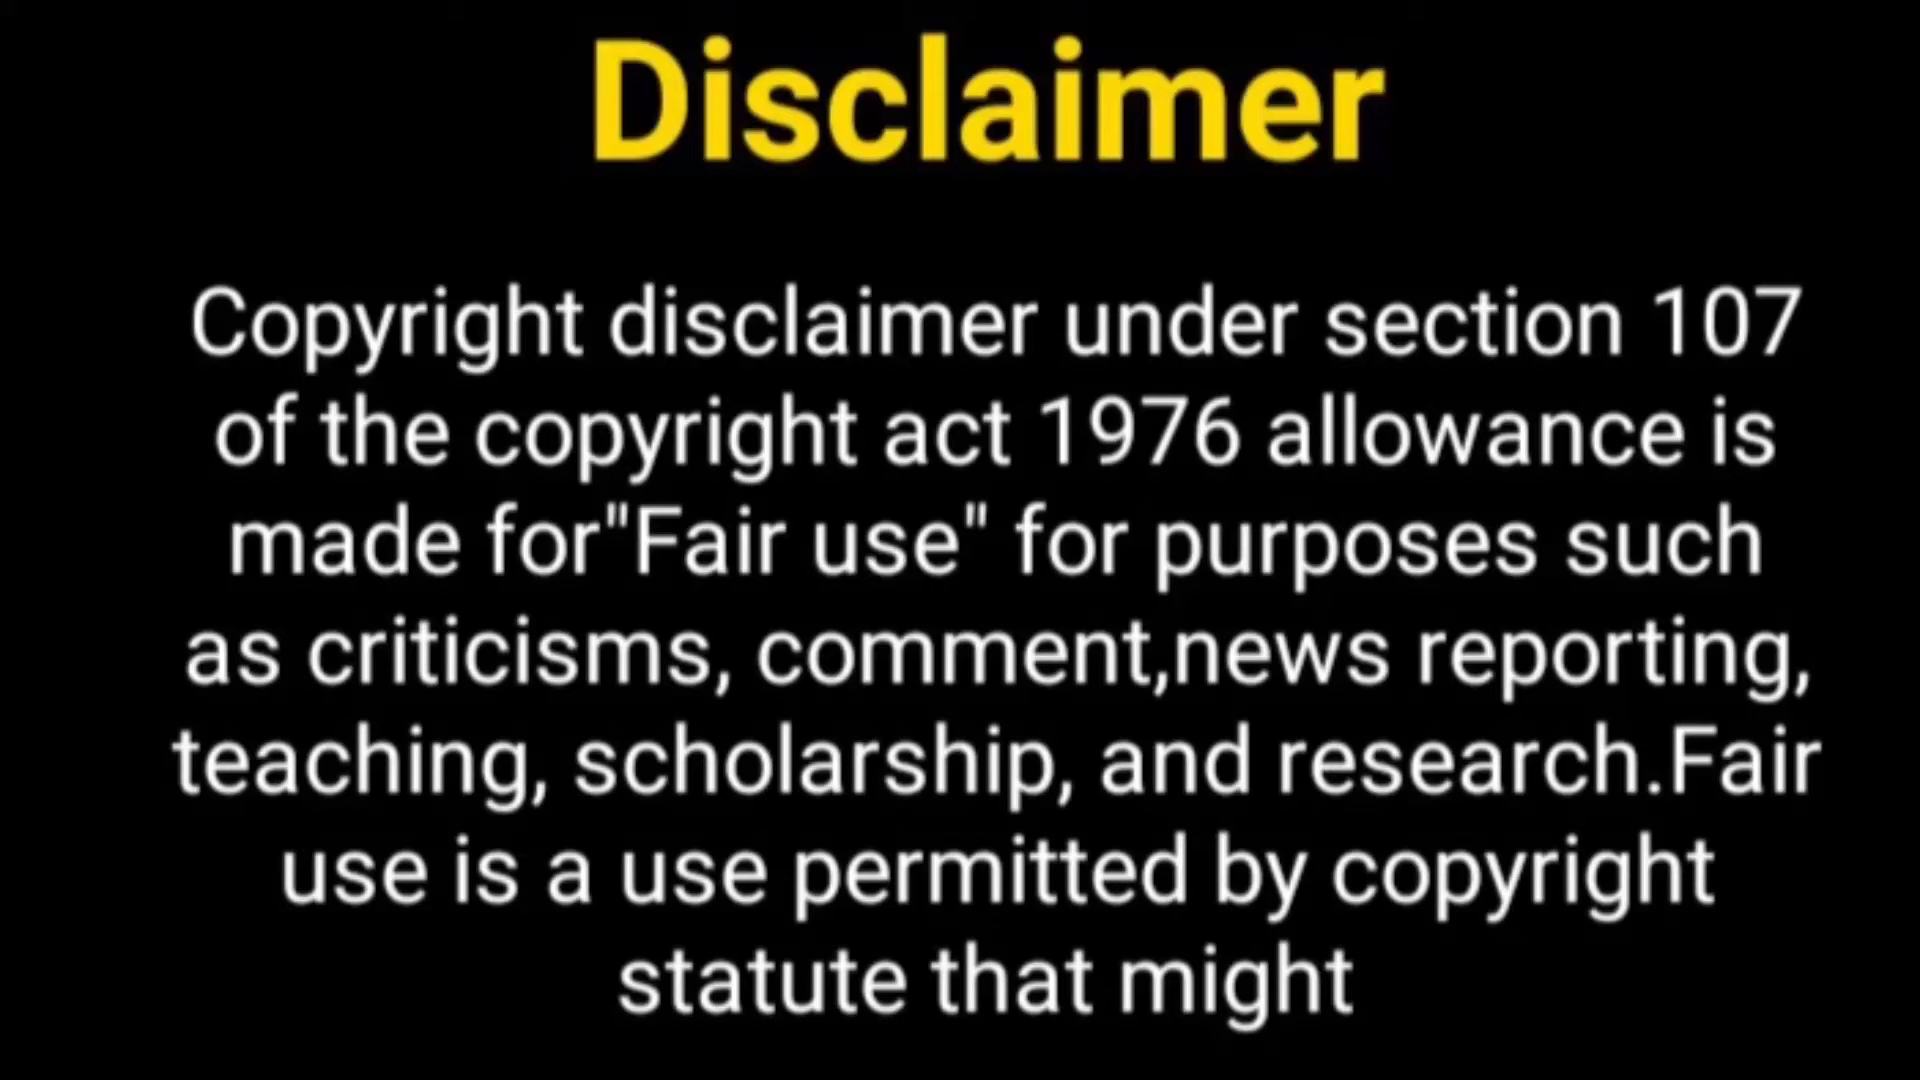 Disclaimer
Copyright disclaimer under section 107
of the copyright act 1976 allowance is
made for"Fair use" for purposes such
as criticisms, comment,news reporting,
teaching, scholarship, and research.Fair
use is a use permitted by copyright
statute that might